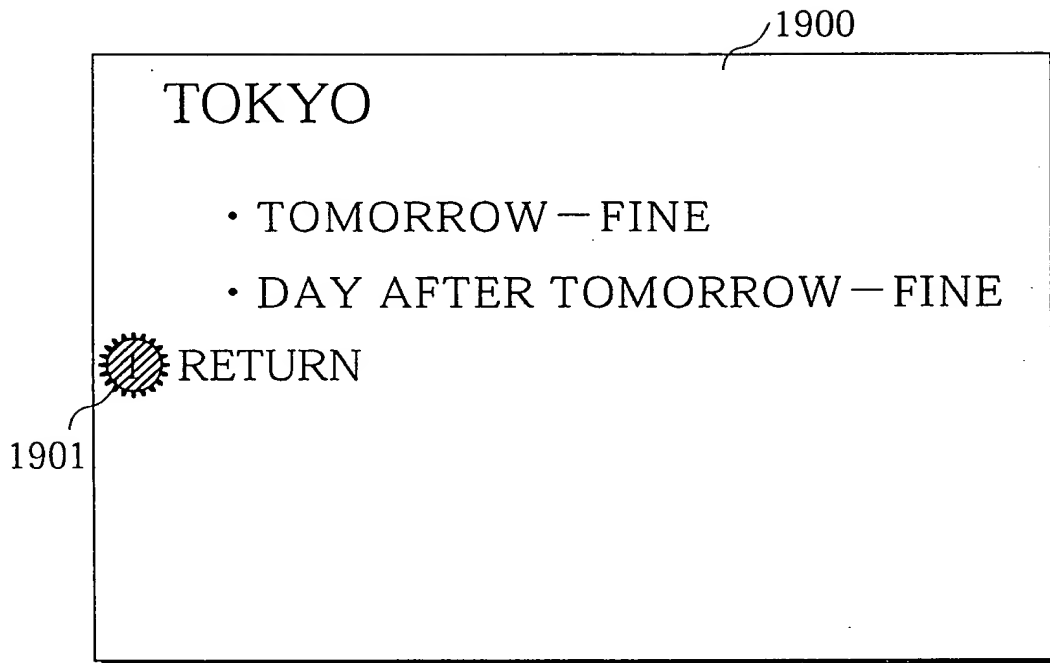 1900
TOKYO
・TOMORROW—FINE
・DAY AFTER TOMORROW—FINE
1 RETURN
1901